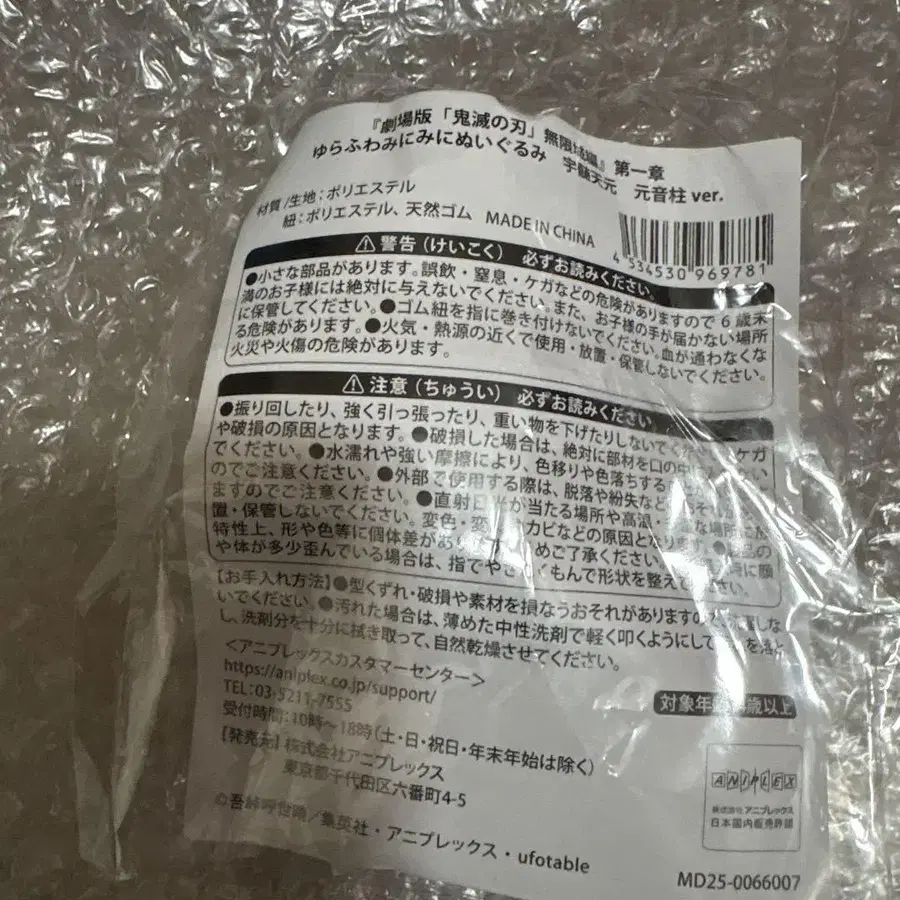 『劇場版「鬼滅の刃」無限城編』第一章
ゆらふわみにみにぬいぐるみ 宇髄天元 元音柱 ver.
材質/生地:ポリエステル
紐:ポリエステル、天然ゴム MADE IN CHINA
4 534530 969781
⚠警告(けいこく) 必ずお読みください。
●小さな部品があります。誤飲・窒息・ケガなどの危険がありますので6歳未
満のお子様には絶対に与えないでください。また、お子様の手が届かない場所
に保管してください。●ゴム紐を指に巻き付けないでください。血が通わなくな
る危険があります。●火気・熱源の近くで使用・放置・保管しないでください。
火災や火傷の危険があります。
⚠注意(ちゅうい) 必ずお読みください
●振り回したり、強く引っ張ったり、重い物を下げたりしないでください。ケガ
や破損の原因となります。●破損した場合は、絶対に部材を口の中に
でください。●水濡れや強い摩擦により、色移りや色落ちすること
のでご注意ください。●外部で使用する際は、脱落や紛失など
ますのでご注意ください。●直射日光が当たる場所や高温・
置・保管しないでください。変色・変 カビなどの原因となります。●
特性上、形や色等に個体差があり めご了承ください。
や体が多少歪んでいる場合は、指でやさしくもんで形状を整えて
【お手入れ方法】●型くずれ・破損や素材を損なうおそれがありますの
いでください。●汚れた場合は、薄めた中性洗剤で軽く叩くようにして
し、洗剤分を十分に拭き取って、自然乾燥させてください。
<アニプレックスカスタマーセンター>
https://aniplex.co.jp/support/
TEL:03-5211-7555
受付時間:10時~18時(土・日・祝日・年末年始は除く)
【発売元】株式会社アニプレックス
東京都千代田区六番町4-5
対象年齢 歳以上
ANIPLEX
株式会社アニプレックス
日本国内販売許諾
©吾峠呼世晴/集英社・アニプレックス・ufotable
MD25-0066007